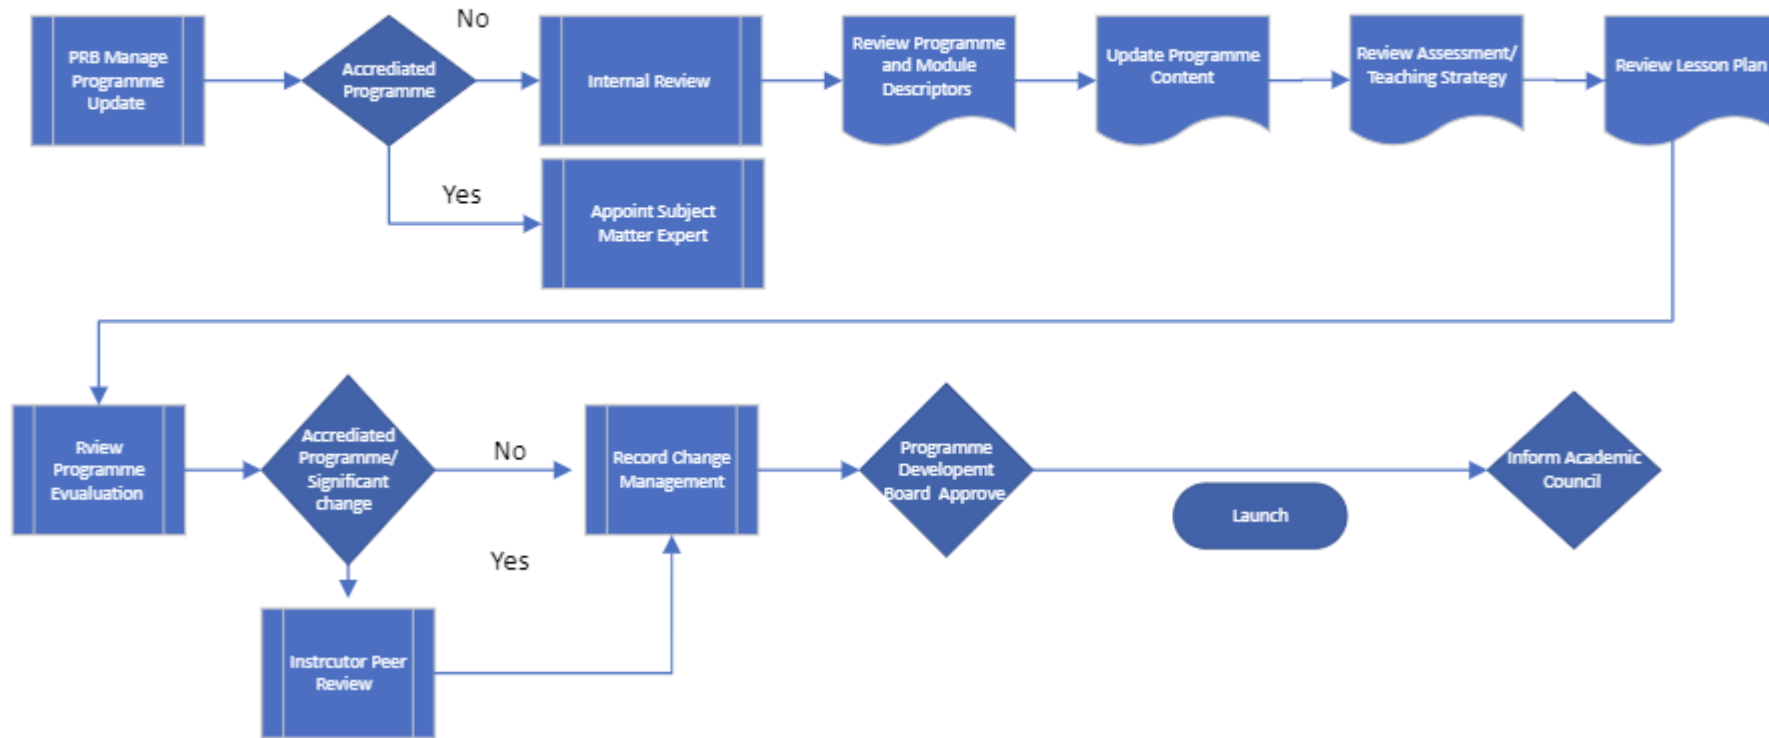 PRB Manage
Programme
Update
Accrediated
Programme
No
Yes
Internal Review
Appoint Subject
Matter Expert
Review Programme
and Module
Descriptors
Update Programme
Content
Review Assessment/
Teaching Strategy
Review Lesson Plan
Rview
Programme
Evualuation
Accrediated
Programme/
Significant
change
No
Yes
Instrcutor Peer
Review
Record Change
Management
Programme
Developemt
Board Approve
Launch
Inform Academic
Council